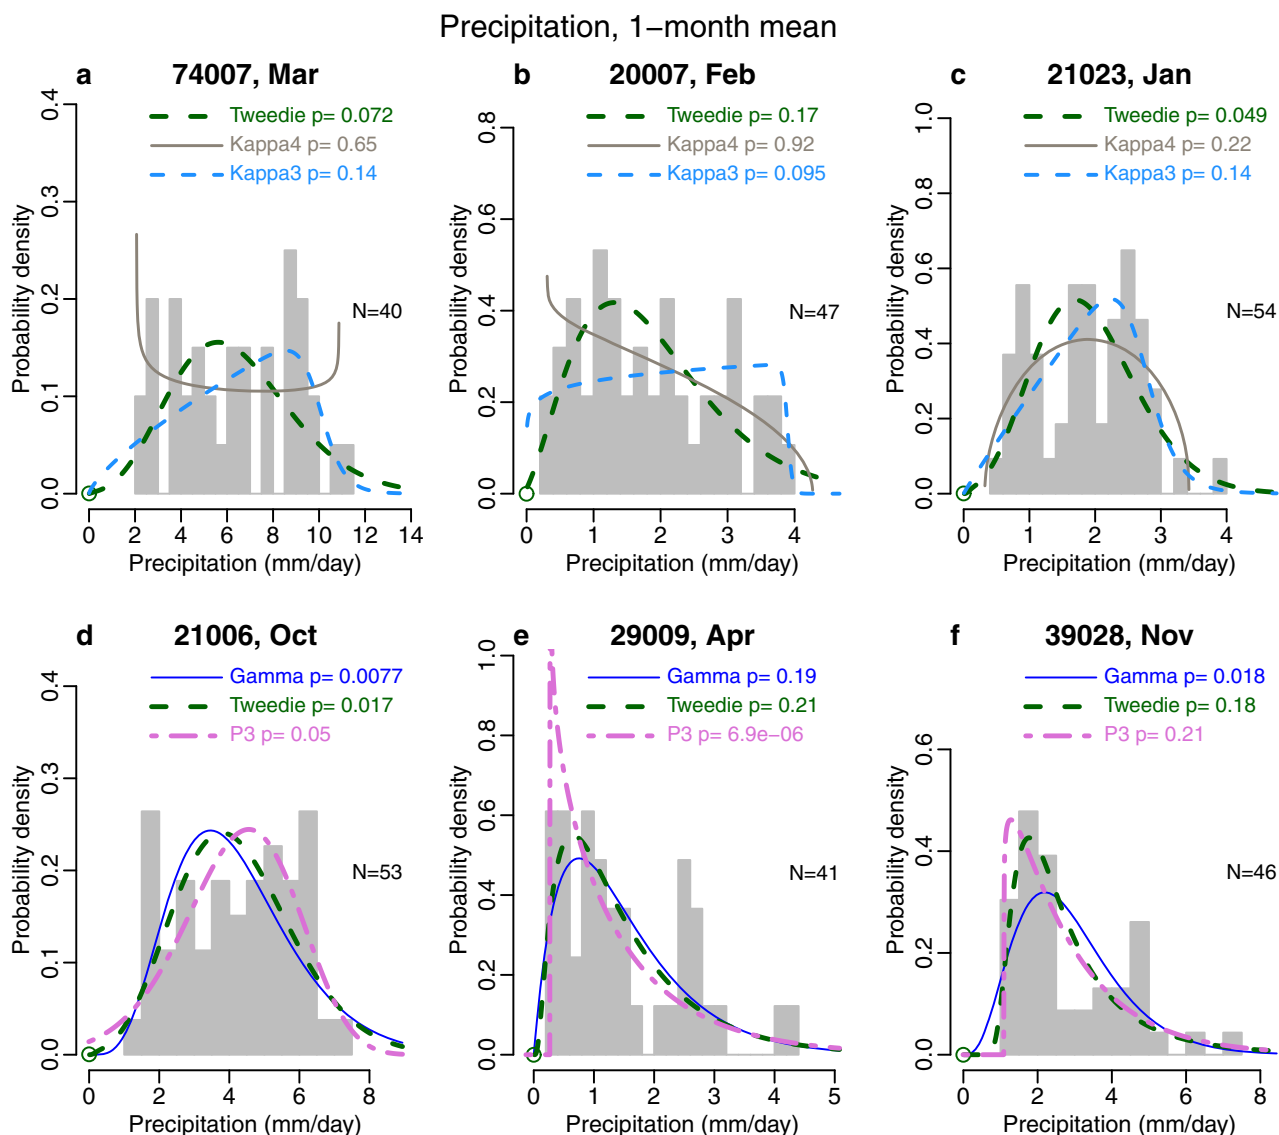 Precipitation, 1−month mean
a 74007, Mar
Tweedie p= 0.072
Kappa4 p= 0.65
Kappa3 p= 0.14
N=40
Probability density
0.0 0.1 0.2 0.3 0.4
0 2 4 6 8 10 12 14
Precipitation (mm/day)
b 20007, Feb
Tweedie p= 0.17
Kappa4 p= 0.92
Kappa3 p= 0.095
N=47
Probability density
0.0 0.2 0.4 0.6 0.8
0 1 2 3 4
Precipitation (mm/day)
c 21023, Jan
Tweedie p= 0.049
Kappa4 p= 0.22
Kappa3 p= 0.14
N=54
Probability density
0.0 0.2 0.4 0.6 0.8 1.0
0 1 2 3 4
Precipitation (mm/day)
d 21006, Oct
Gamma p= 0.0077
Tweedie p= 0.017
P3 p= 0.05
N=53
Probability density
0.0 0.1 0.2 0.3 0.4
0 2 4 6 8
Precipitation (mm/day)
e 29009, Apr
Gamma p= 0.19
Tweedie p= 0.21
P3 p= 6.9e−06
N=41
Probability density
0.0 0.2 0.4 0.6 0.8 1.0
0 1 2 3 4 5
Precipitation (mm/day)
f 39028, Nov
Gamma p= 0.018
Tweedie p= 0.18
P3 p= 0.21
N=46
Probability density
0.0 0.2 0.4 0.6
0 2 4 6 8
Precipitation (mm/day)